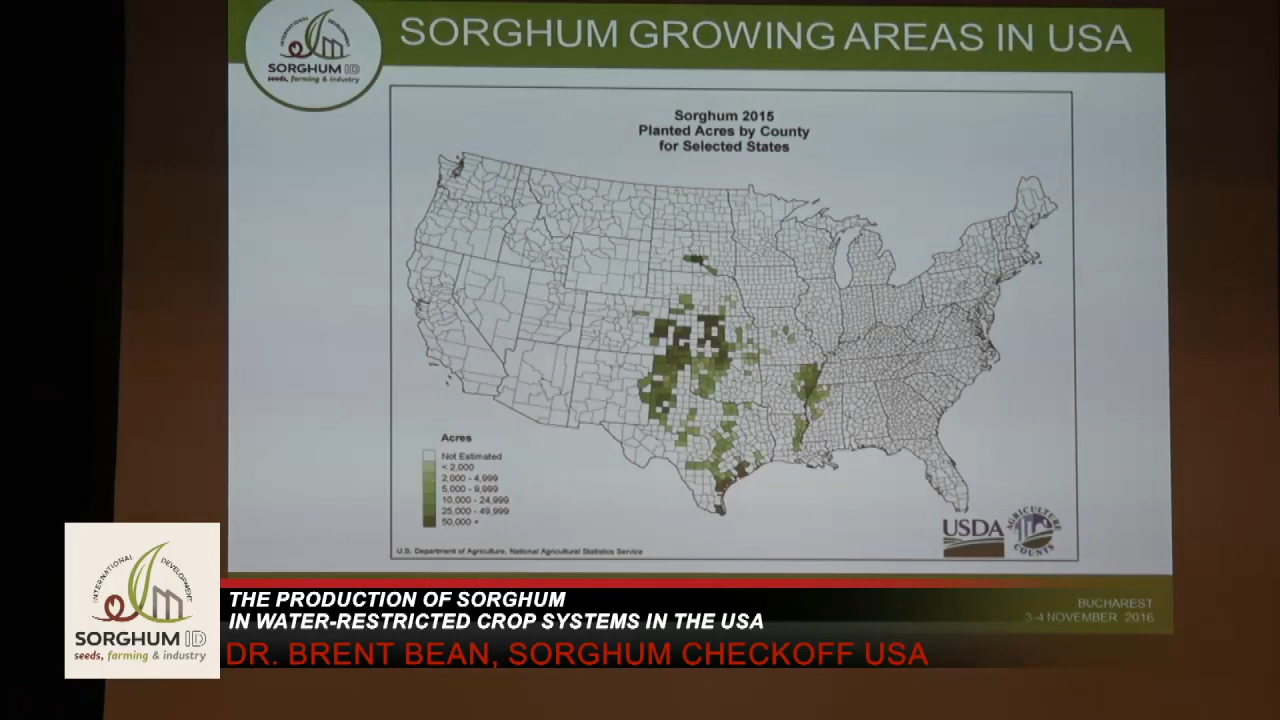 INTERNATIONAL DEVELOPMENT
SORGHUM ID
seeds, farming & industry
SORGHUM GROWING AREAS IN USA
Sorghum 2015
Planted Acres by County
for Selected States
Acres
Not Estimated
< 2,000
2,000 - 4,999
5,000 - 9,999
10,000 - 24,999
25,000 - 49,999
50,000 +
U.S. Department of Agriculture, National Agricultural Statistics Service
USDA
AGRICULTURE
COUNTS
BUCHAREST
3-4 NOVEMBER 2016
INTERNATIONAL DEVELOPMENT
SORGHUM ID
seeds, farming & industry
THE PRODUCTION OF SORGHUM
IN WATER-RESTRICTED CROP SYSTEMS IN THE USA
DR. BRENT BEAN, SORGHUM CHECKOFF USA